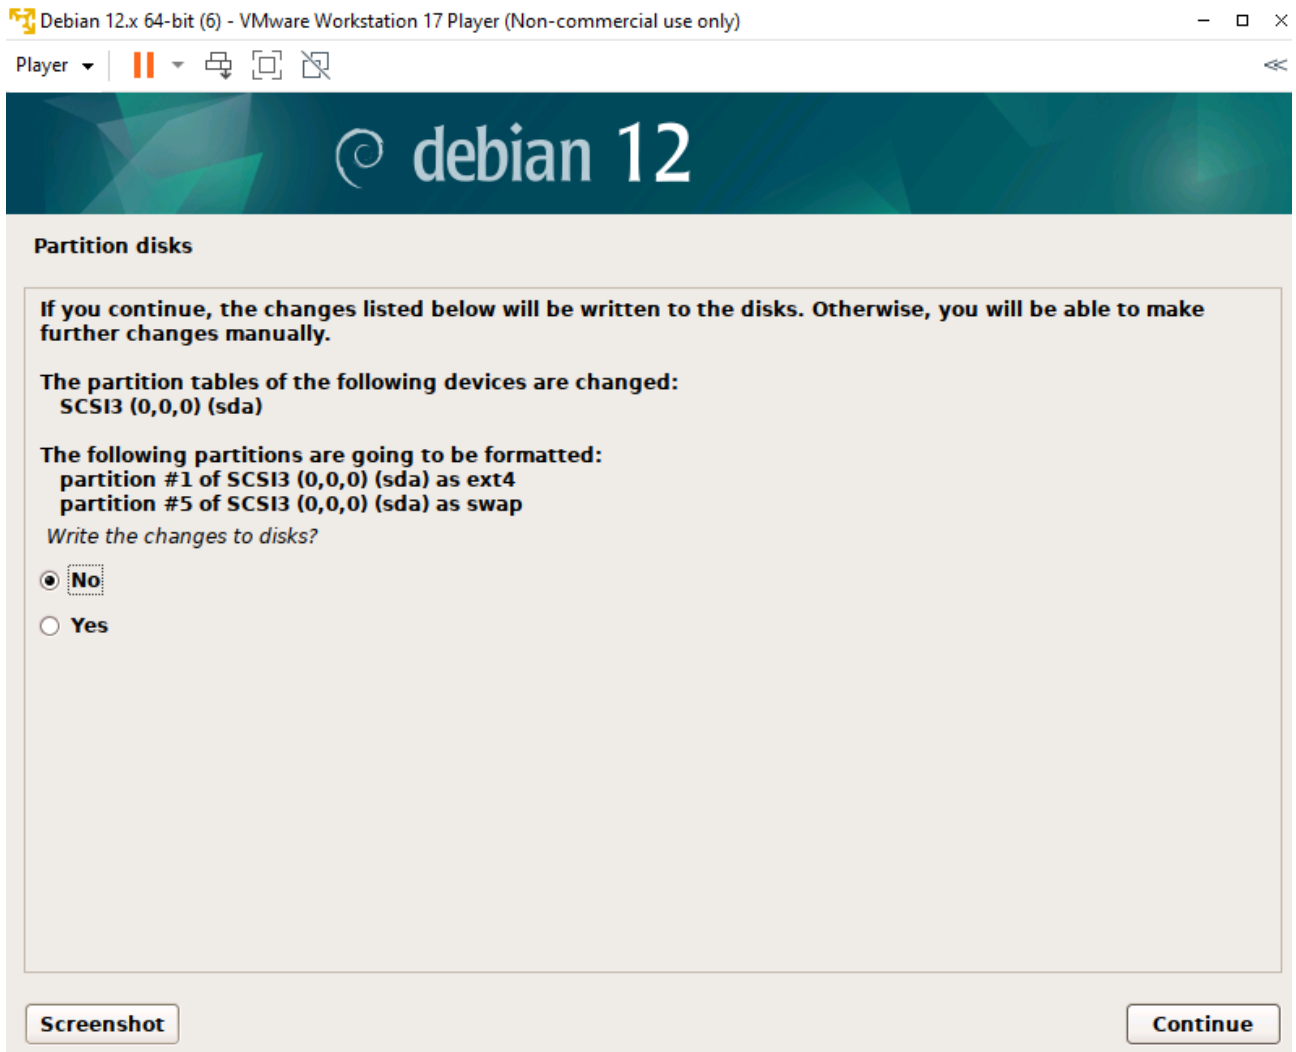 Debian 12.x 64-bit (6) - VMware Workstation 17 Player (Non-commercial use only)
Player
debian 12
Partition disks
If you continue, the changes listed below will be written to the disks. Otherwise, you will be able to make
further changes manually.
The partition tables of the following devices are changed:
SCSI3 (0,0,0) (sda)
The following partitions are going to be formatted:
partition #1 of SCSI3 (0,0,0) (sda) as ext4
partition #5 of SCSI3 (0,0,0) (sda) as swap
Write the changes to disks?
No
Yes
Screenshot
Continue